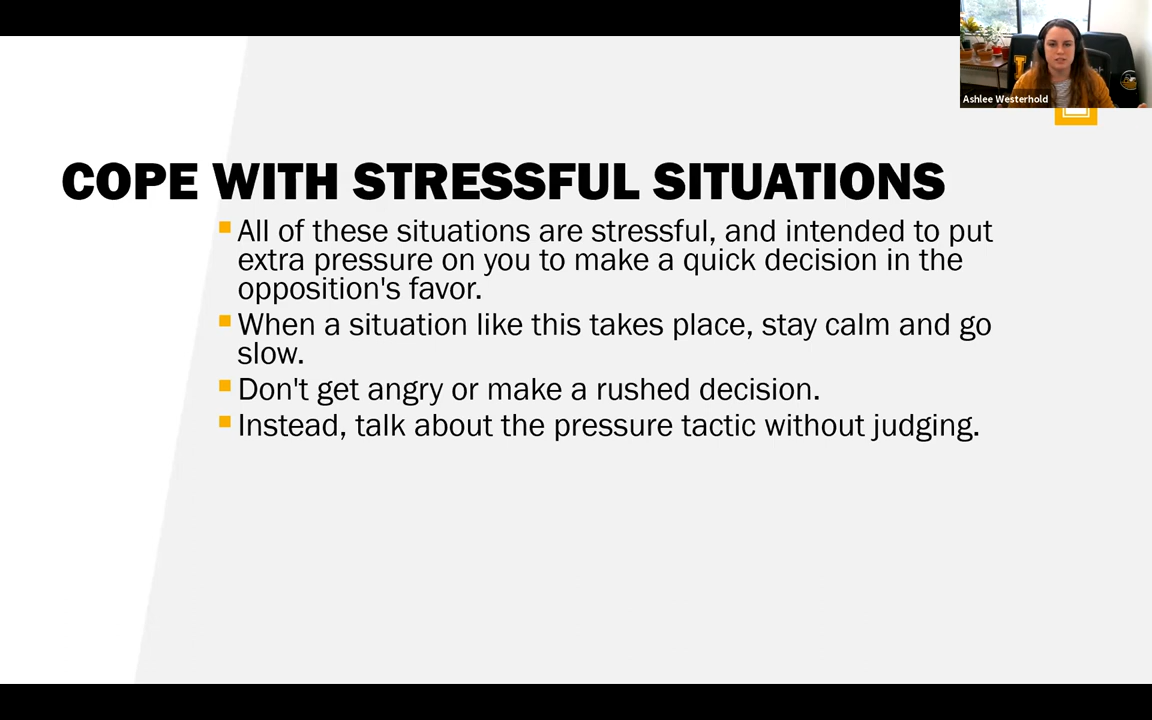 Ashlee Westerhold
COPE WITH STRESSFUL SITUATIONS
All of these situations are stressful, and intended to put
extra pressure on you to make a quick decision in the
opposition's favor.
When a situation like this takes place, stay calm and go
slow.
Don't get angry or make a rushed decision.
Instead, talk about the pressure tactic without judging.